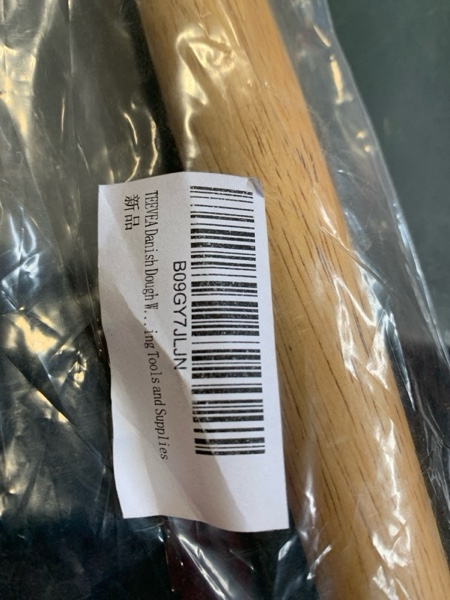 B09GY7JLJN
TEEVEA Danish Dough W...ing Tools and Supplies
新品